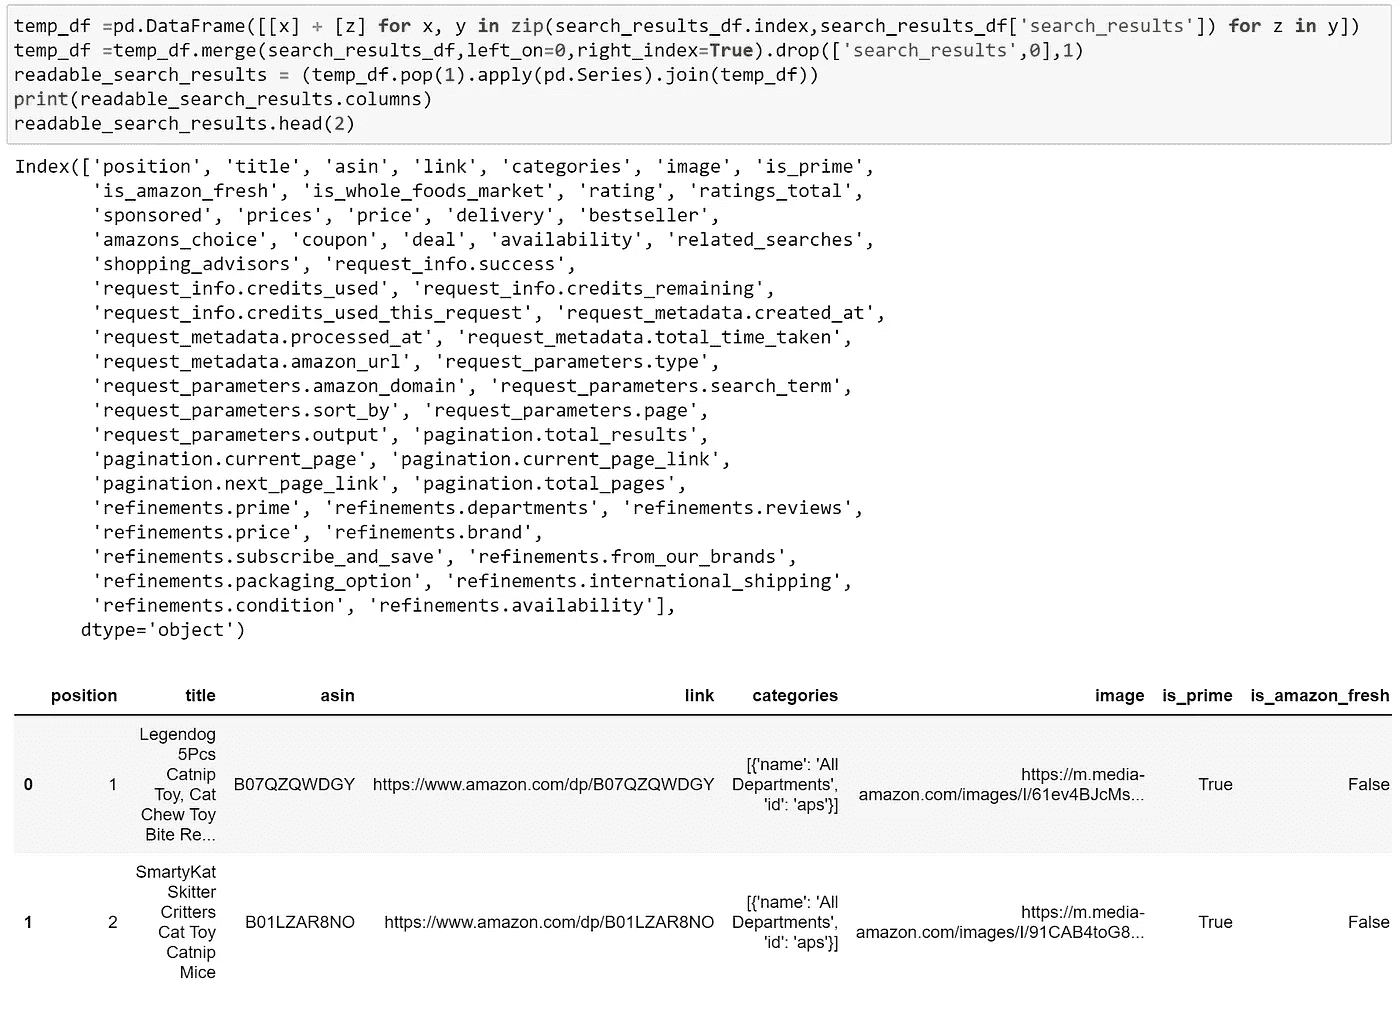 temp_df =pd.DataFrame([[x] + [z] for x, y in zip(search_results_df.index,search_results_df['search_results']) for z in y])
temp_df =temp_df.merge(search_results_df,left_on=0,right_index=True).drop(['search_results',0],1)
readable_search_results = (temp_df.pop(1).apply(pd.Series).join(temp_df))
print(readable_search_results.columns)
readable_search_results.head(2)
Index(['position', 'title', 'asin', 'link', 'categories', 'image', 'is_prime',
'is_amazon_fresh', 'is_whole_foods_market', 'rating', 'ratings_total',
'sponsored', 'prices', 'price', 'delivery', 'bestseller',
'amazons_choice', 'coupon', 'deal', 'availability', 'related_searches',
'shopping_advisors', 'request_info.success',
'request_info.credits_used', 'request_info.credits_remaining',
'request_info.credits_used_this_request', 'request_metadata.created_at',
'request_metadata.processed_at', 'request_metadata.total_time_taken',
'request_metadata.amazon_url', 'request_parameters.type',
'request_parameters.amazon_domain', 'request_parameters.search_term',
'request_parameters.sort_by', 'request_parameters.page',
'request_parameters.output', 'pagination.total_results',
'pagination.current_page', 'pagination.current_page_link',
'pagination.next_page_link', 'pagination.total_pages',
'refinements.prime', 'refinements.departments', 'refinements.reviews',
'refinements.price', 'refinements.brand',
'refinements.subscribe_and_save', 'refinements.from_our_brands',
'refinements.packaging_option', 'refinements.international_shipping',
'refinements.condition', 'refinements.availability'],
dtype='object')
position title asin link categories image is_prime is_amazon_fresh
Legendog
5Pcs
Catnip
Toy, Cat
Chew Toy
Bite Re...
0 1 B07QZQWDGY https://www.amazon.com/dp/B07QZQWDGY
[{'name': 'All
Departments',
'id': 'aps'}]
https://m.media-
amazon.com/images/I/61ev4BJcMs...
True False
SmartyKat
Skitter
Critters
Cat Toy
Catnip
Mice
1 2 B01LZAR8NO https://www.amazon.com/dp/B01LZAR8NO
[{'name': 'All
Departments',
'id': 'aps'}]
https://m.media-
amazon.com/images/I/91CAB4toG8...
True False